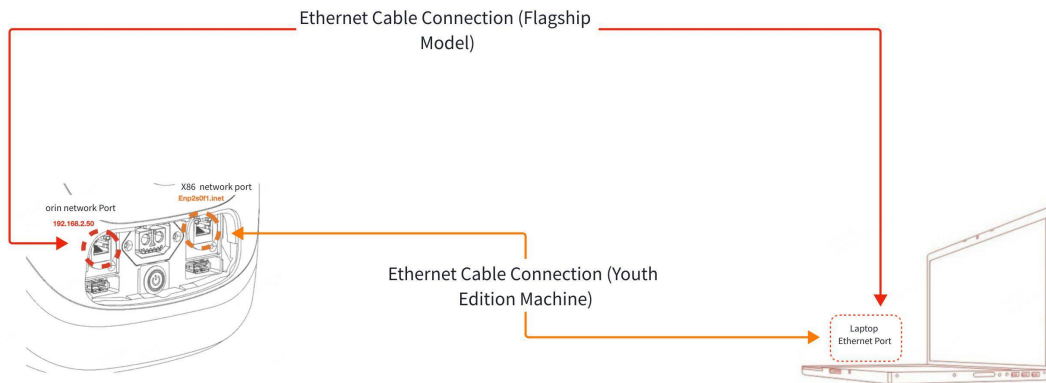 Ethernet Cable Connection (Flagship
Model)
X86 network port
Enp2s0f1.inet
orin network Port
192.168.2.50
Ethernet Cable Connection (Youth
Edition Machine)
Laptop
Ethernet Port